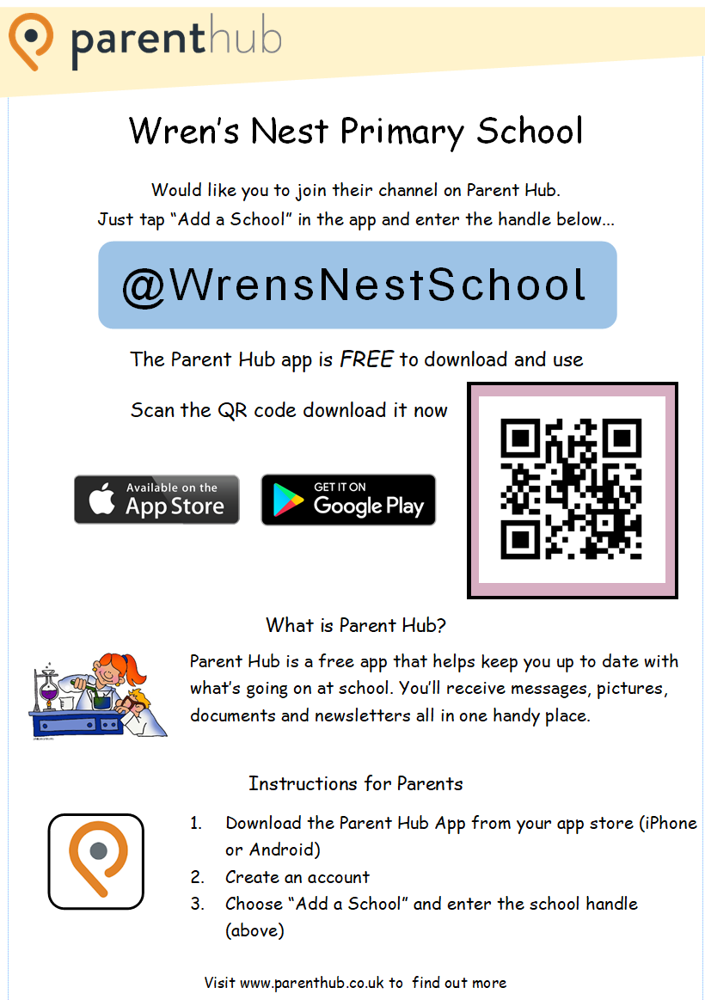 parenthub
Wren's Nest Primary School
Would like you to join their channel on Parent Hub.
Just tap “Add a School” in the app and enter the handle below...
@WrensNestSchool
The Parent Hub app is FREE to download and use
Scan the QR code download it now
Available on the
App Store
GET IT ON
Google Play
What is Parent Hub?
Parent Hub is a free app that helps keep you up to date with
what's going on at school. You'll receive messages, pictures,
documents and newsletters all in one handy place.
Instructions for Parents
1. Download the Parent Hub App from your app store (iPhone
or Android)
2. Create an account
3. Choose “Add a School” and enter the school handle
(above)
Visit www.parenthub.co.uk to find out more